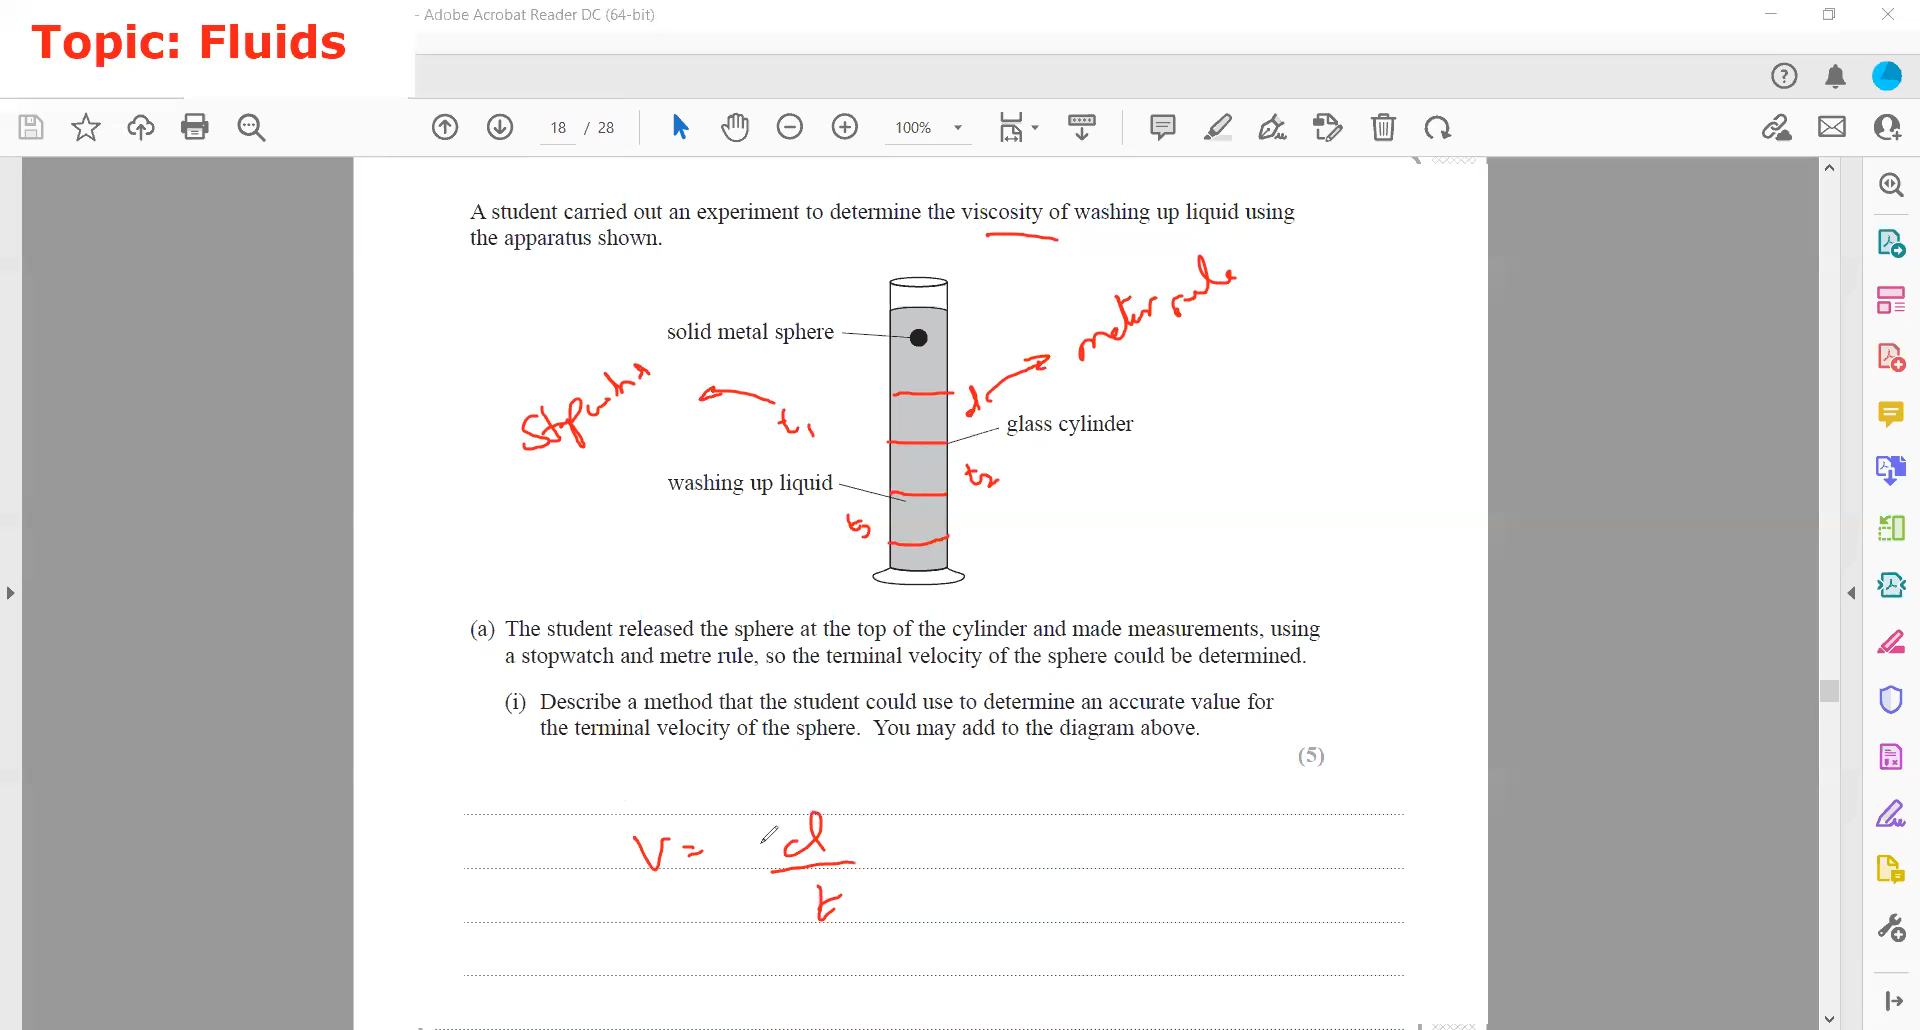 - Adobe Acrobat Reader DC (64-bit)
Topic: Fluids
18 / 28
100%
A student carried out an experiment to determine the viscosity of washing up liquid using
the apparatus shown.
meter rule
solid metal sphere
d
t1
glass cylinder
t2
washing up liquid
t3
(a) The student released the sphere at the top of the cylinder and made measurements, using
a stopwatch and metre rule, so the terminal velocity of the sphere could be determined.
(i) Describe a method that the student could use to determine an accurate value for
the terminal velocity of the sphere. You may add to the diagram above.
(5)
V = d
t